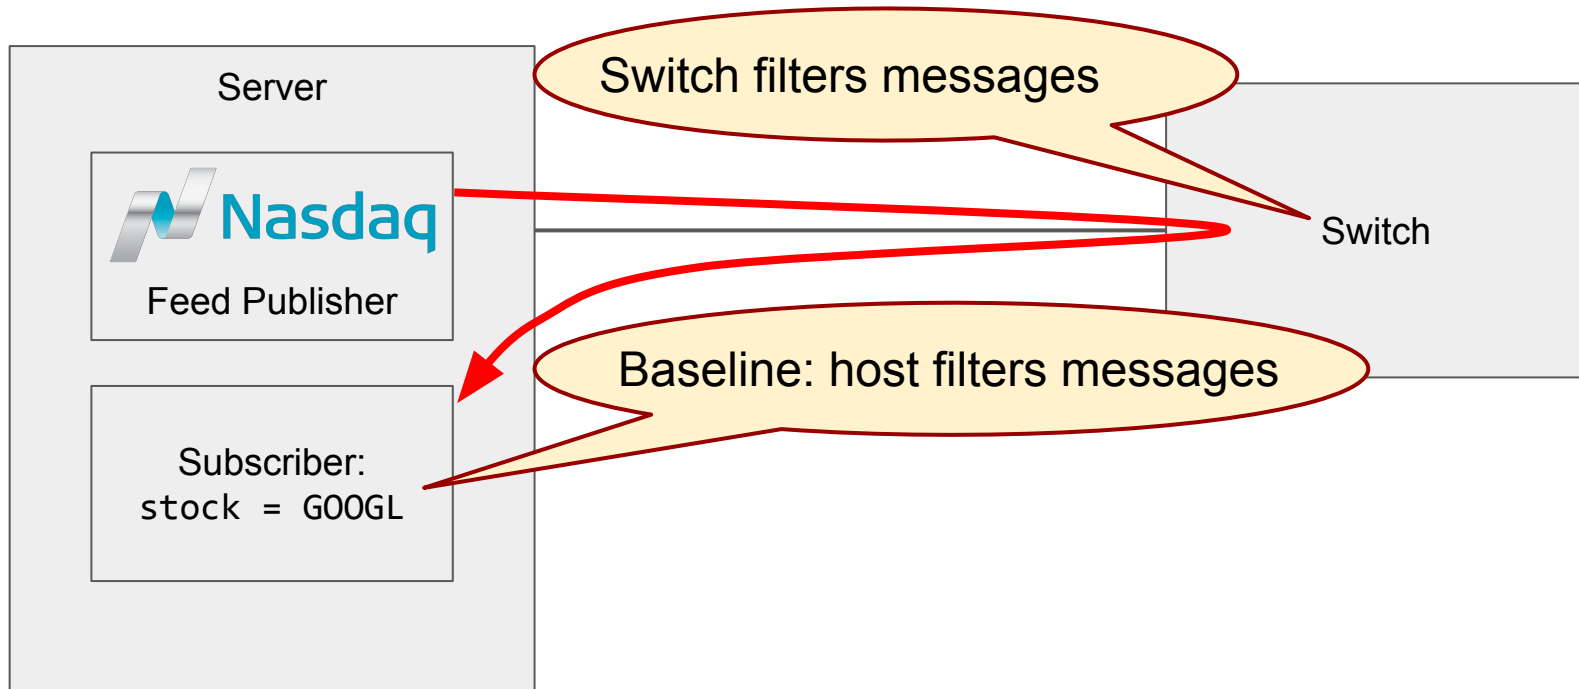 Server
Switch filters messages
Nasdaq
Feed Publisher
Switch
Baseline: host filters messages
Subscriber:
stock = GOOGL